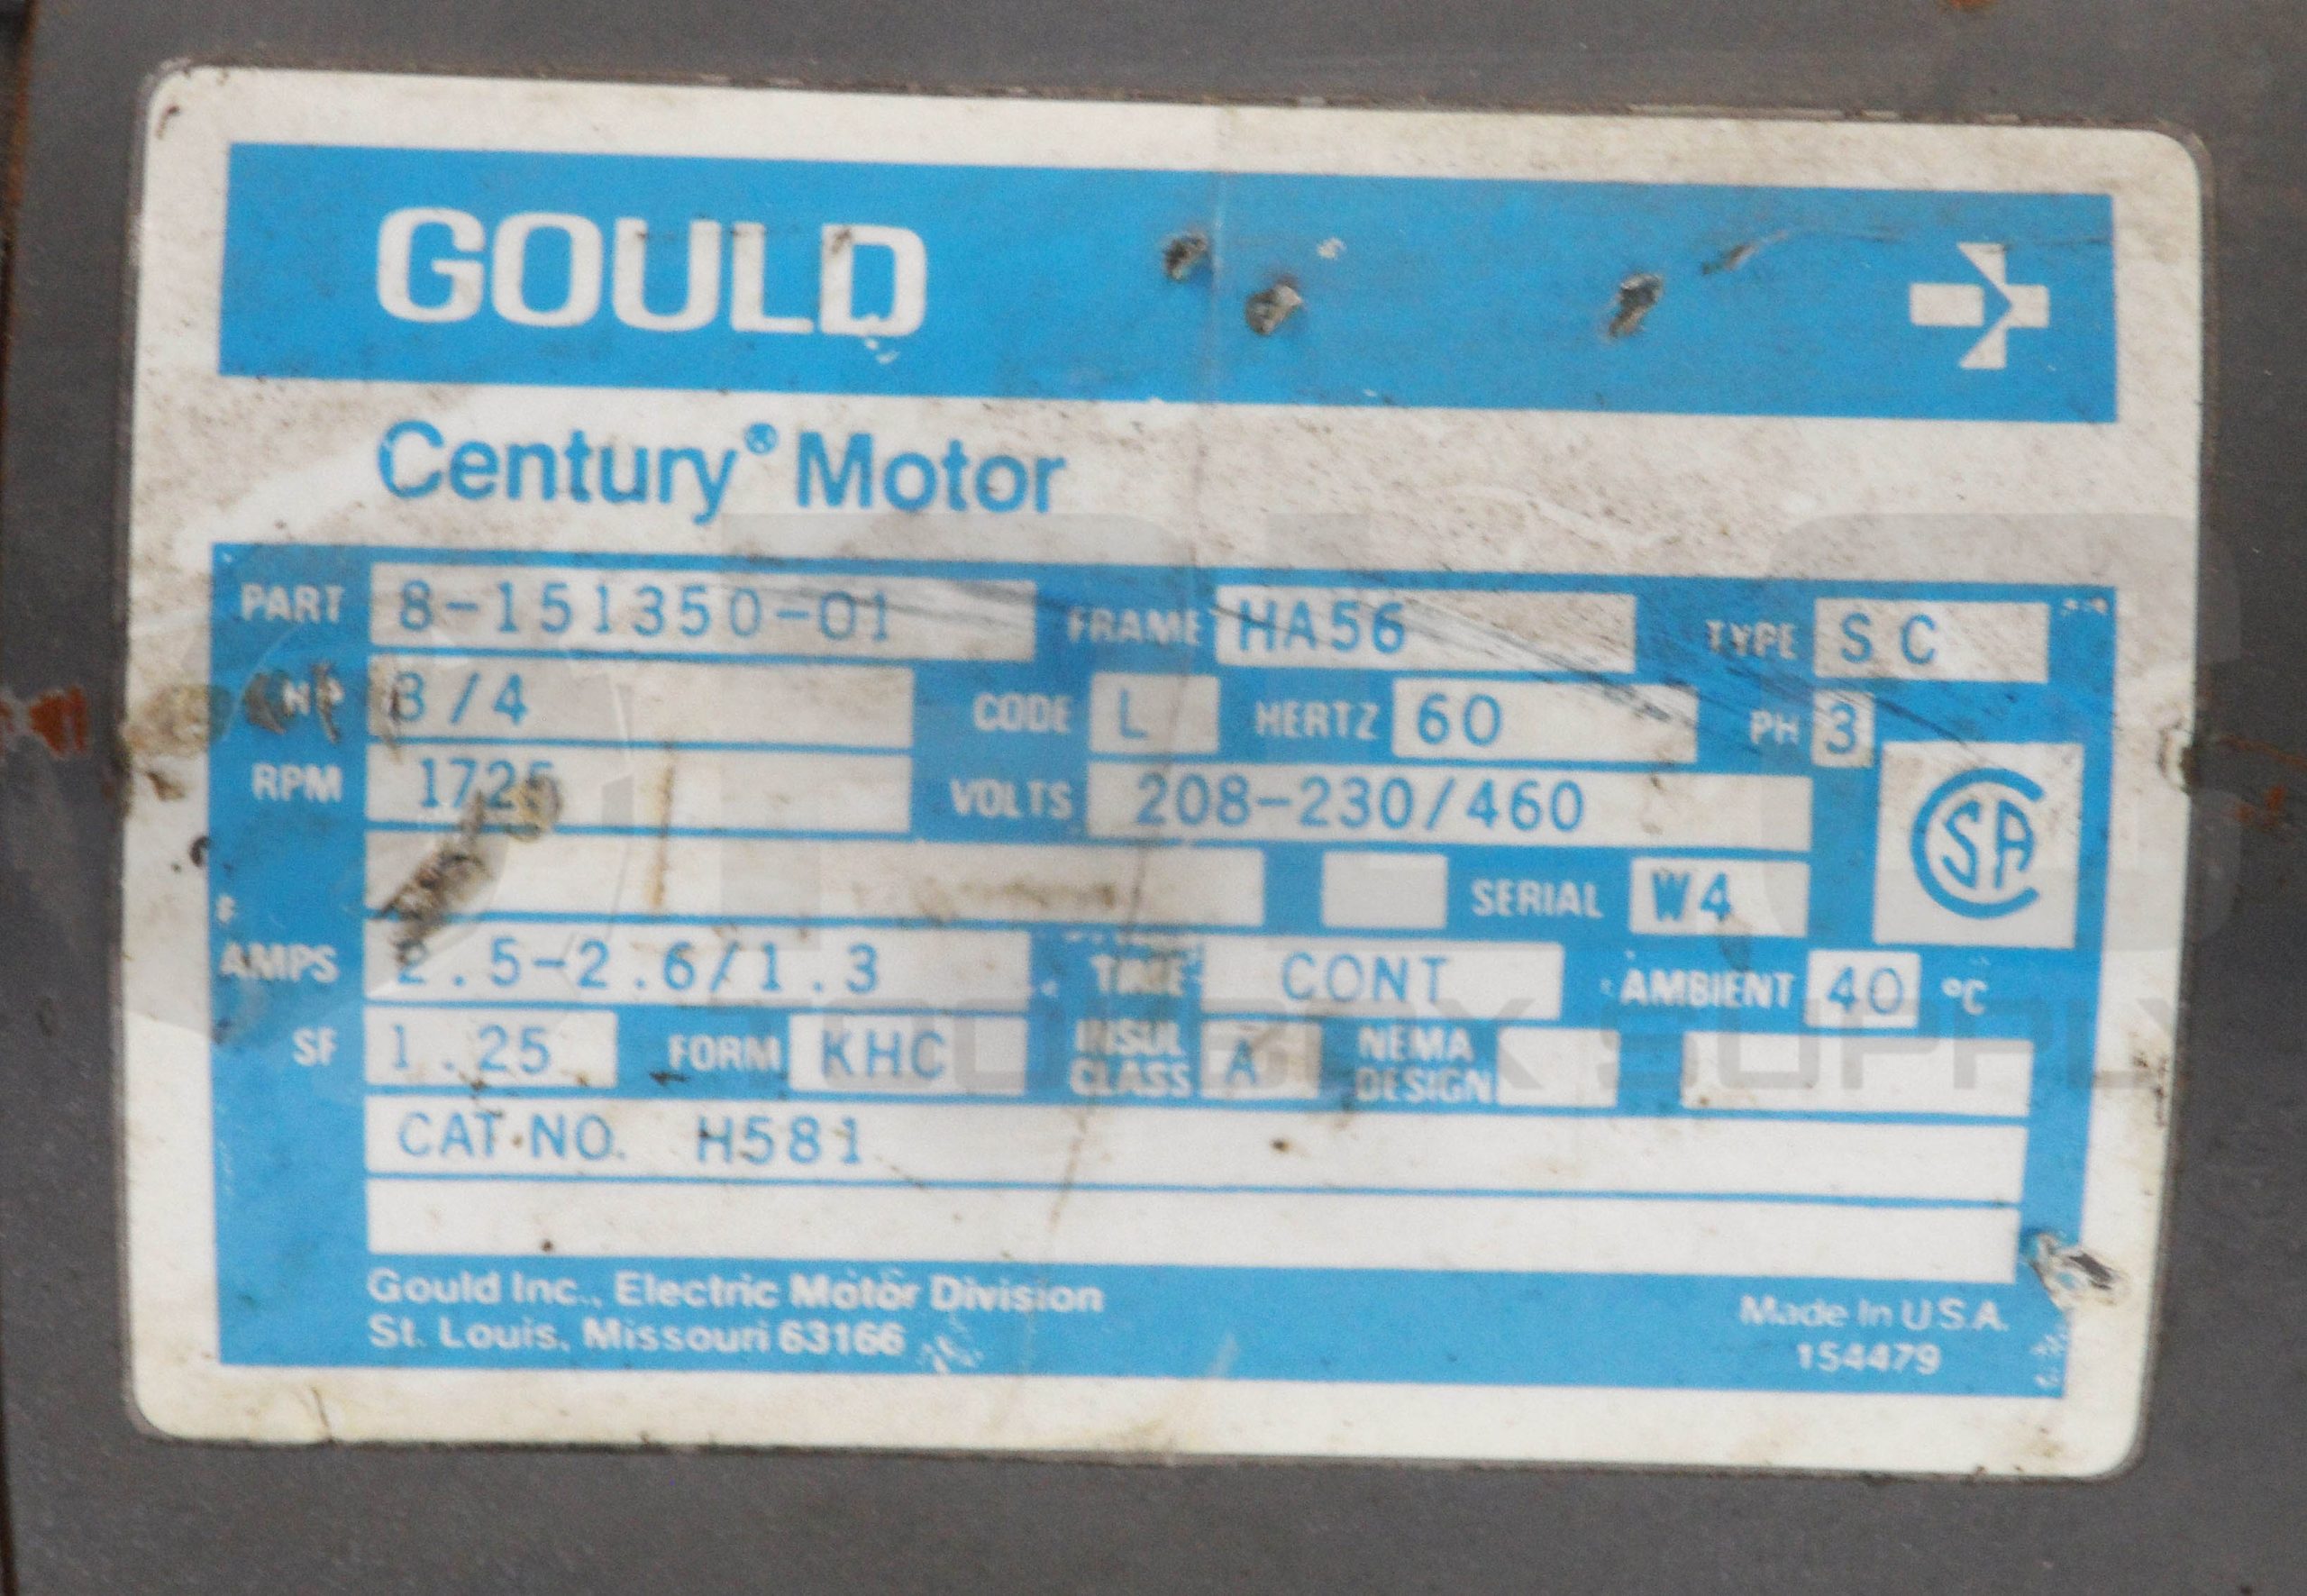 GOULD
Century® Motor
PART 8-151350-01 FRAME HA56 TYPE SC
HP 3/4 CODE L HERTZ 60 PH 3
RPM 1725 VOLTS 208-230/460
SERIAL W4 CSA
F
AMPS 2.5-2.6/1.3 TIME CONT AMBIENT 40 °C
SF 1.25 FORM KHC INSUL CLASS A NEMA DESIGN
CAT.NO. H581
TOOLBOX SUPPLY
Gould Inc., Electric Motor Division
St. Louis, Missouri 63166
Made In U.S.A.
154479